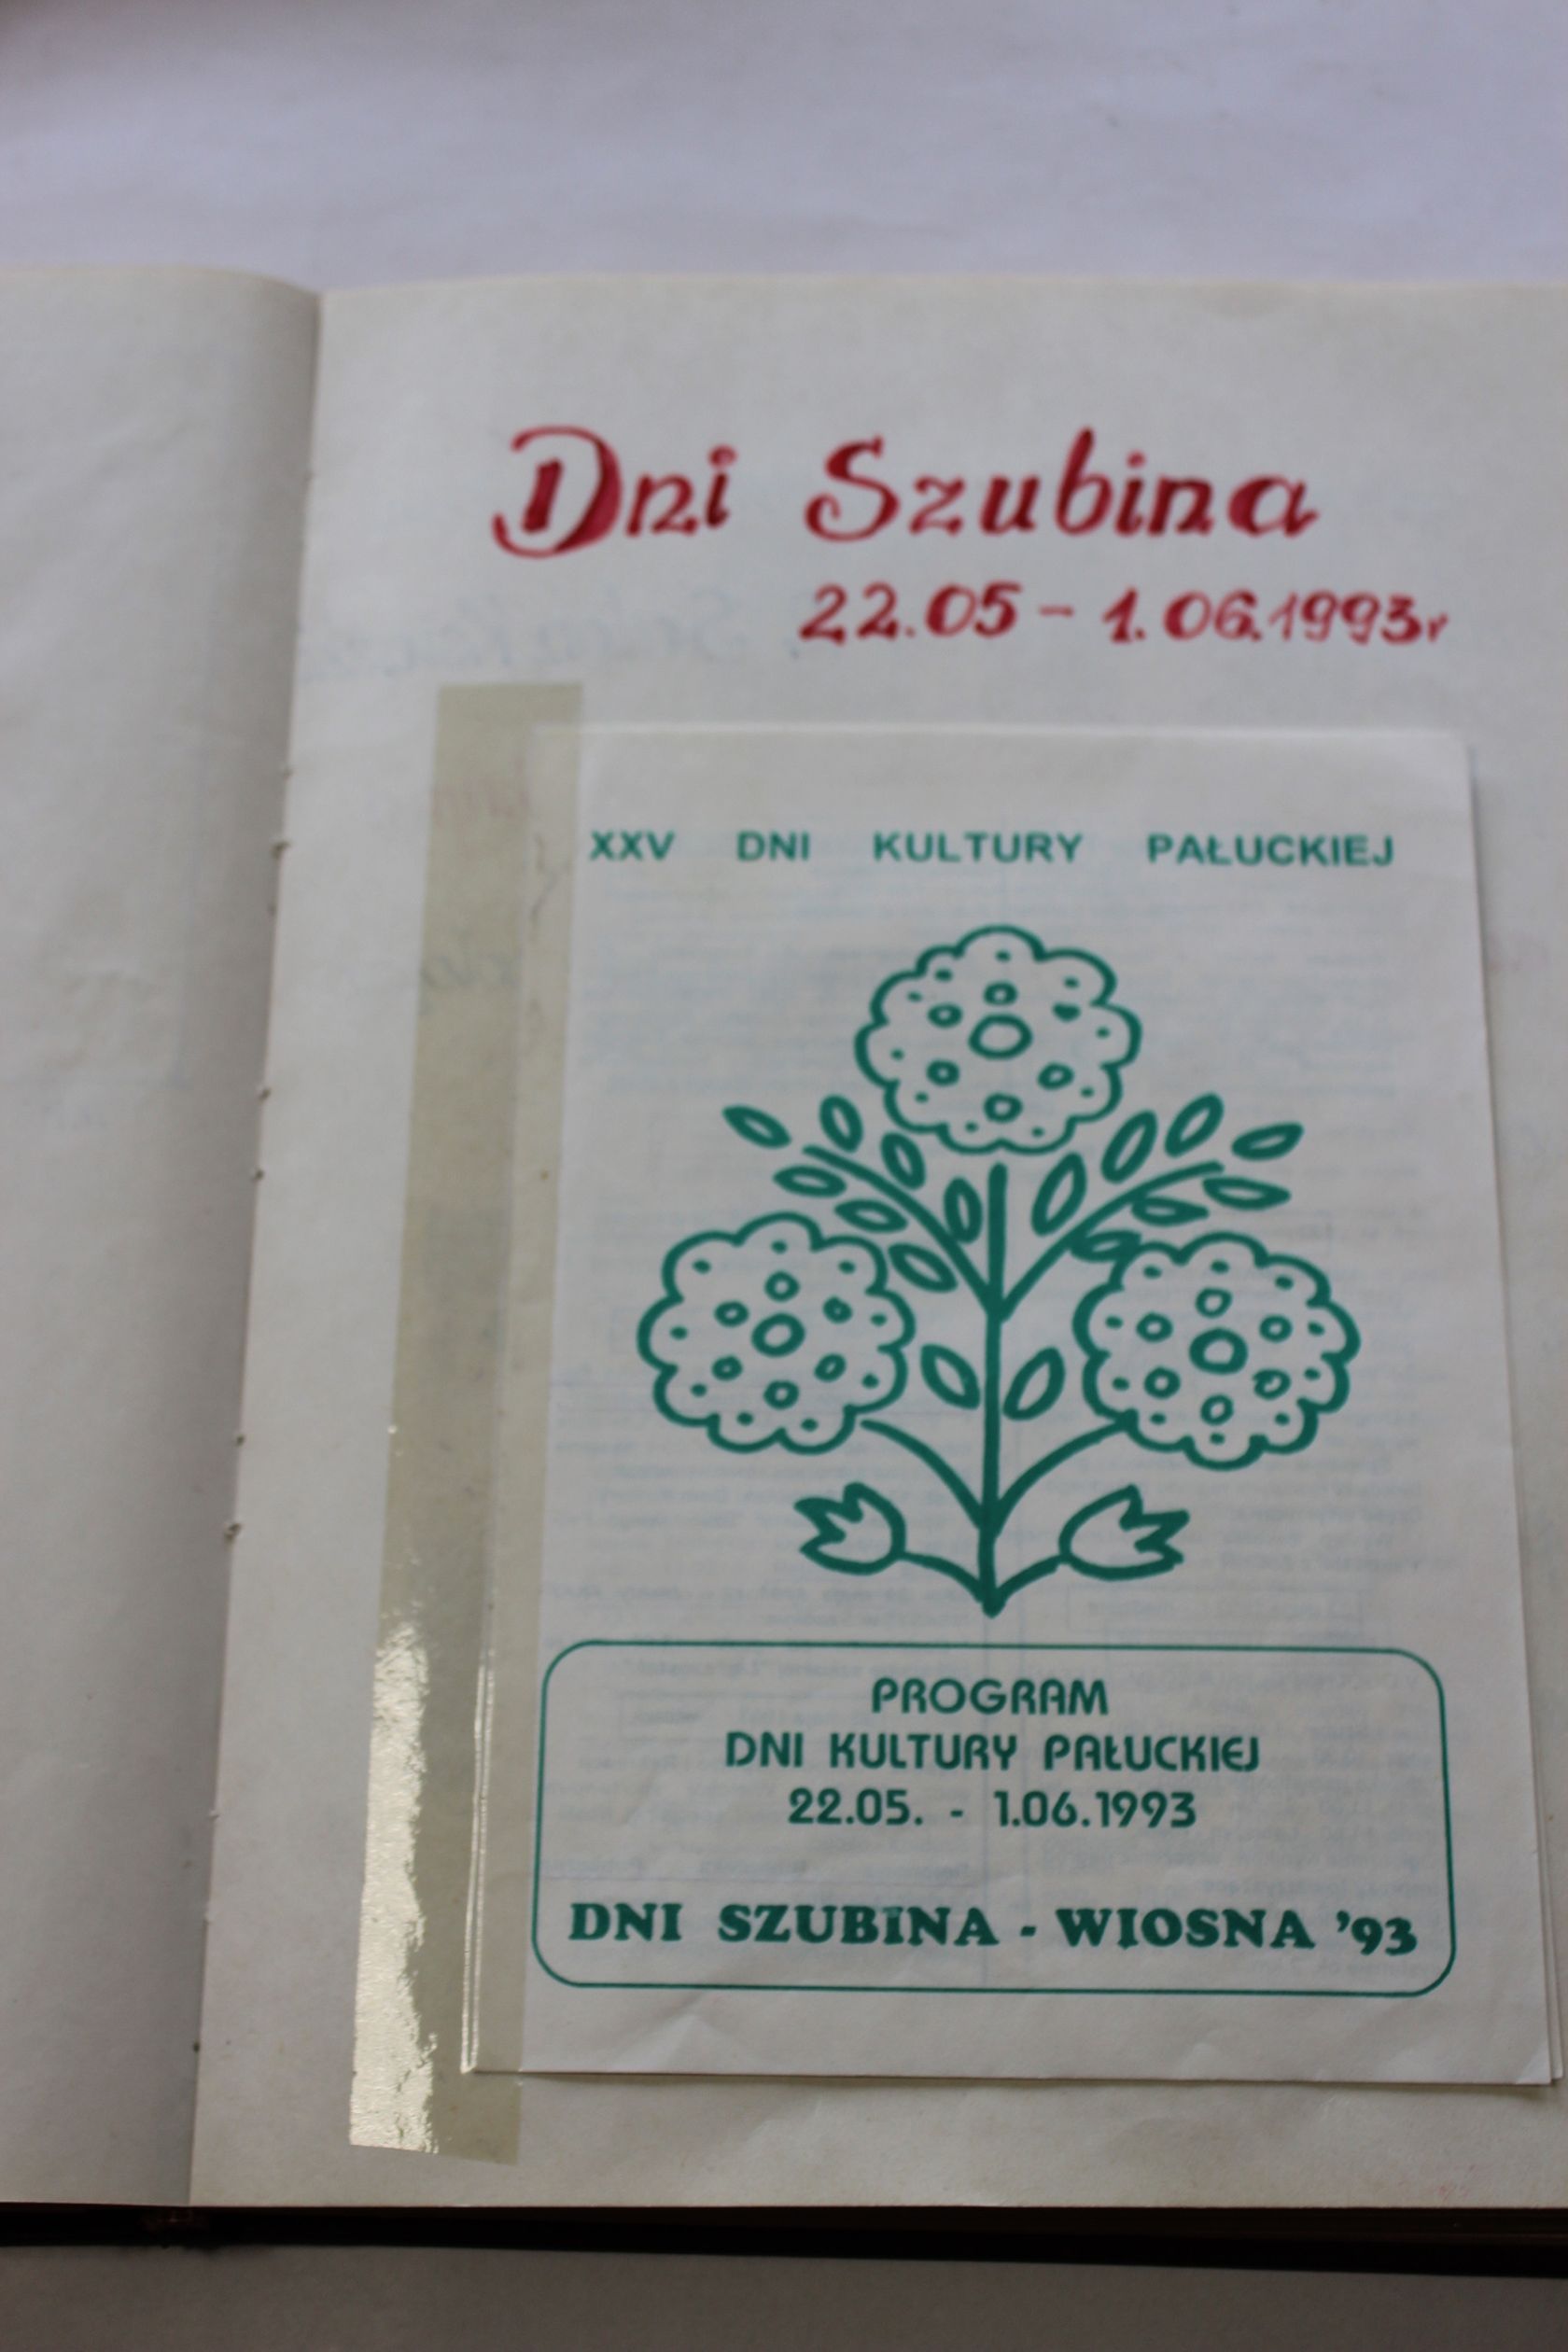 Dni Szubina
22.05 - 1.06.1993r
XXV DNI KULTURY PAŁUCKIEJ
PROGRAM
DNI KULTURY PAŁUCKIEJ
22.05. - 1.06.1993
DNI SZUBINA - WIOSNA '93